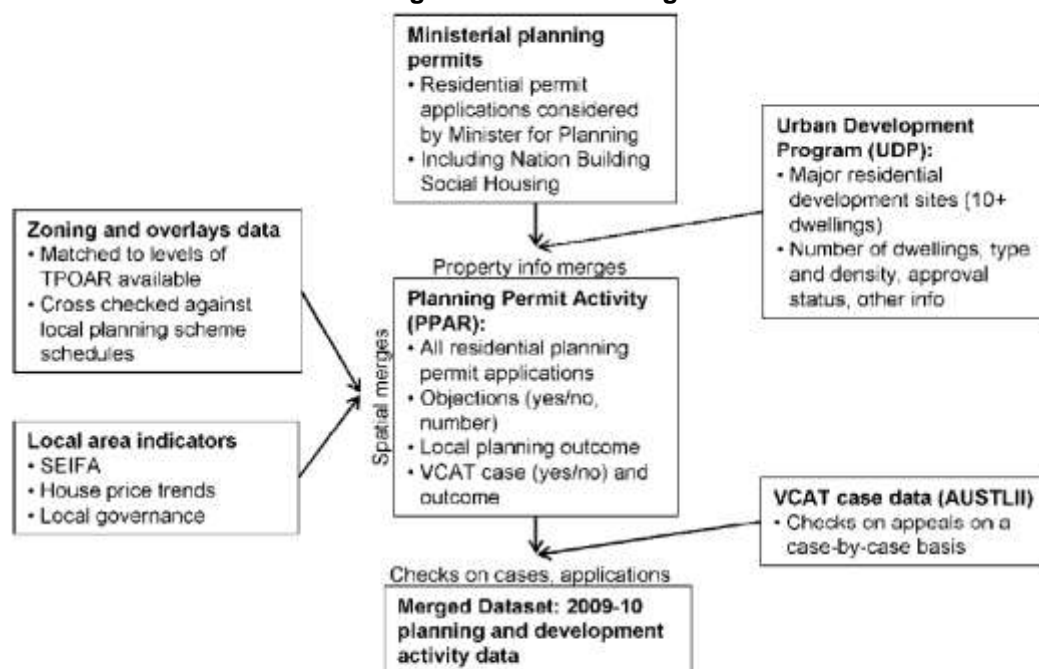 Ministerial planning
permits
• Residential permit
applications considered
by Minister for Planning
• Including Nation Building
Social Housing
Urban Development
Program (UDP):
• Major residential
development sites (10+
dwellings)
• Number of dwellings, type
and density, approval
status, other info
Zoning and overlays data
• Matched to levels of
TPOAR available
• Cross checked against
local planning scheme
schedules
Property info merges
Planning Permit Activity
(PPAR):
• All residential planning
permit applications
• Objections (yes/no,
number)
• Local planning outcome
• VCAT case (yes/no) and
outcome
Spatial merges
Local area indicators
• SEIFA
• House price trends
• Local governance
VCAT case data (AUSTLII)
• Checks on appeals on a
case-by-case basis
Checks on cases, applications
Merged Dataset: 2009-10
planning and development
activity data